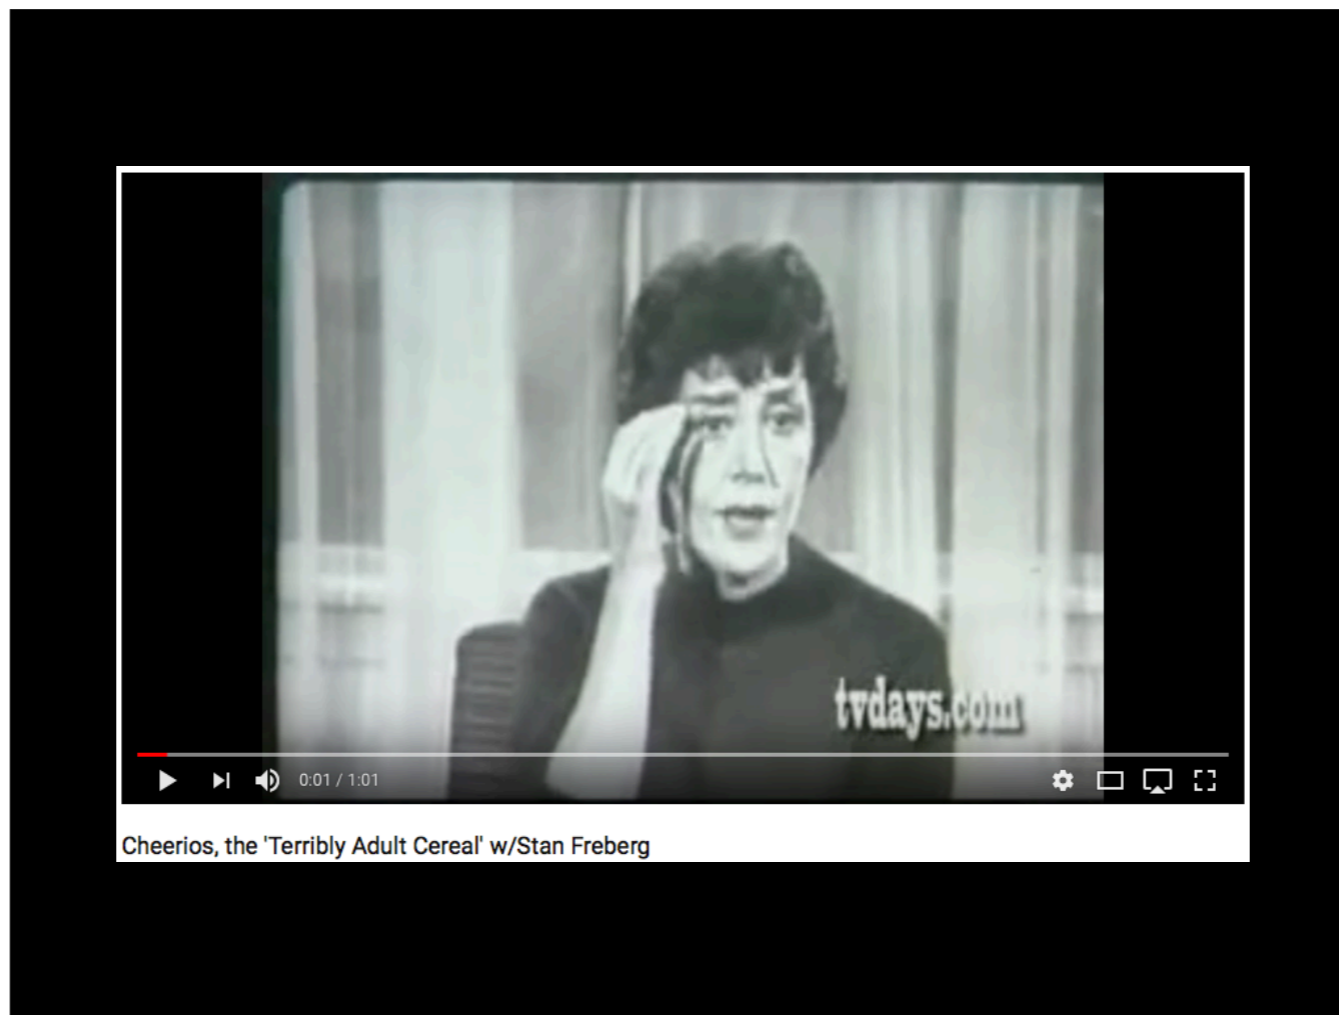 tvdays.com
0:01 / 1:01
Cheerios, the 'Terribly Adult Cereal' w/Stan Freberg